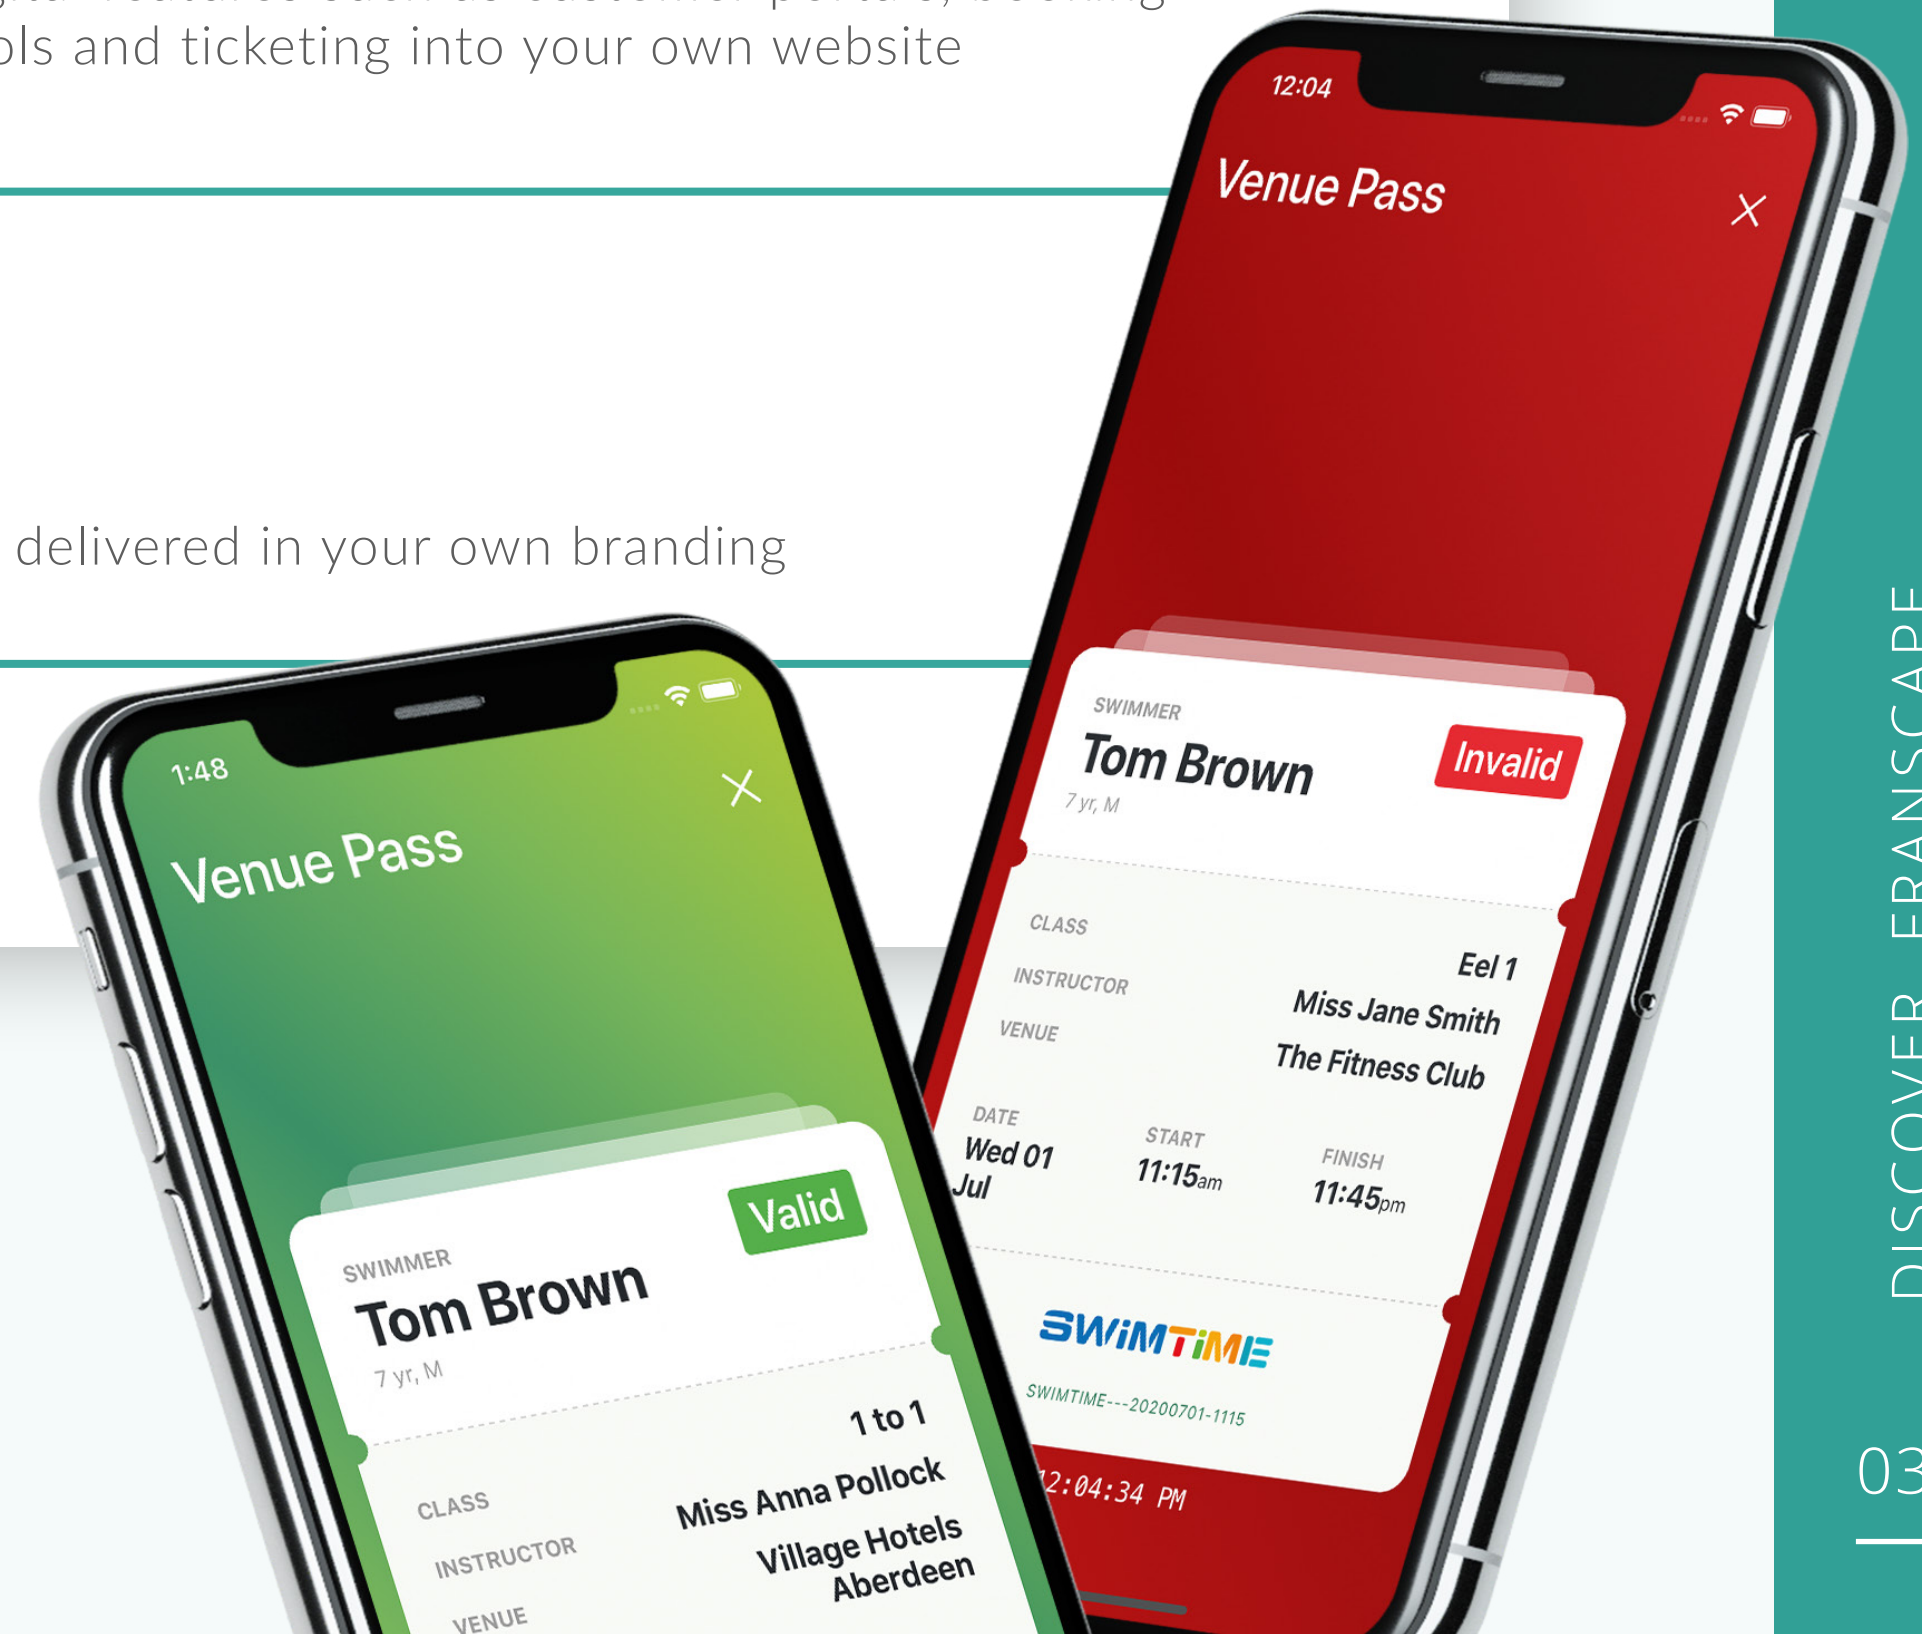 ols and ticketing into your own website
delivered in your own branding
12:04
Venue Pass
SWIMMER
Tom Brown
Invalid
7 yr, M
CLASS
Eel 1
INSTRUCTOR
Miss Jane Smith
VENUE
The Fitness Club
DATE
Wed 01
Jul
START
11:15am
FINISH
11:45pm
SWiMTiME
SWIMTIME---20200701-1115
2:04:34 PM
1:48
Venue Pass
SWIMMER
Tom Brown
Valid
7 yr, M
CLASS
1 to 1
INSTRUCTOR
Miss Anna Pollock
VENUE
Village Hotels
Aberdeen
DISCOVER FRANSCAPE
03